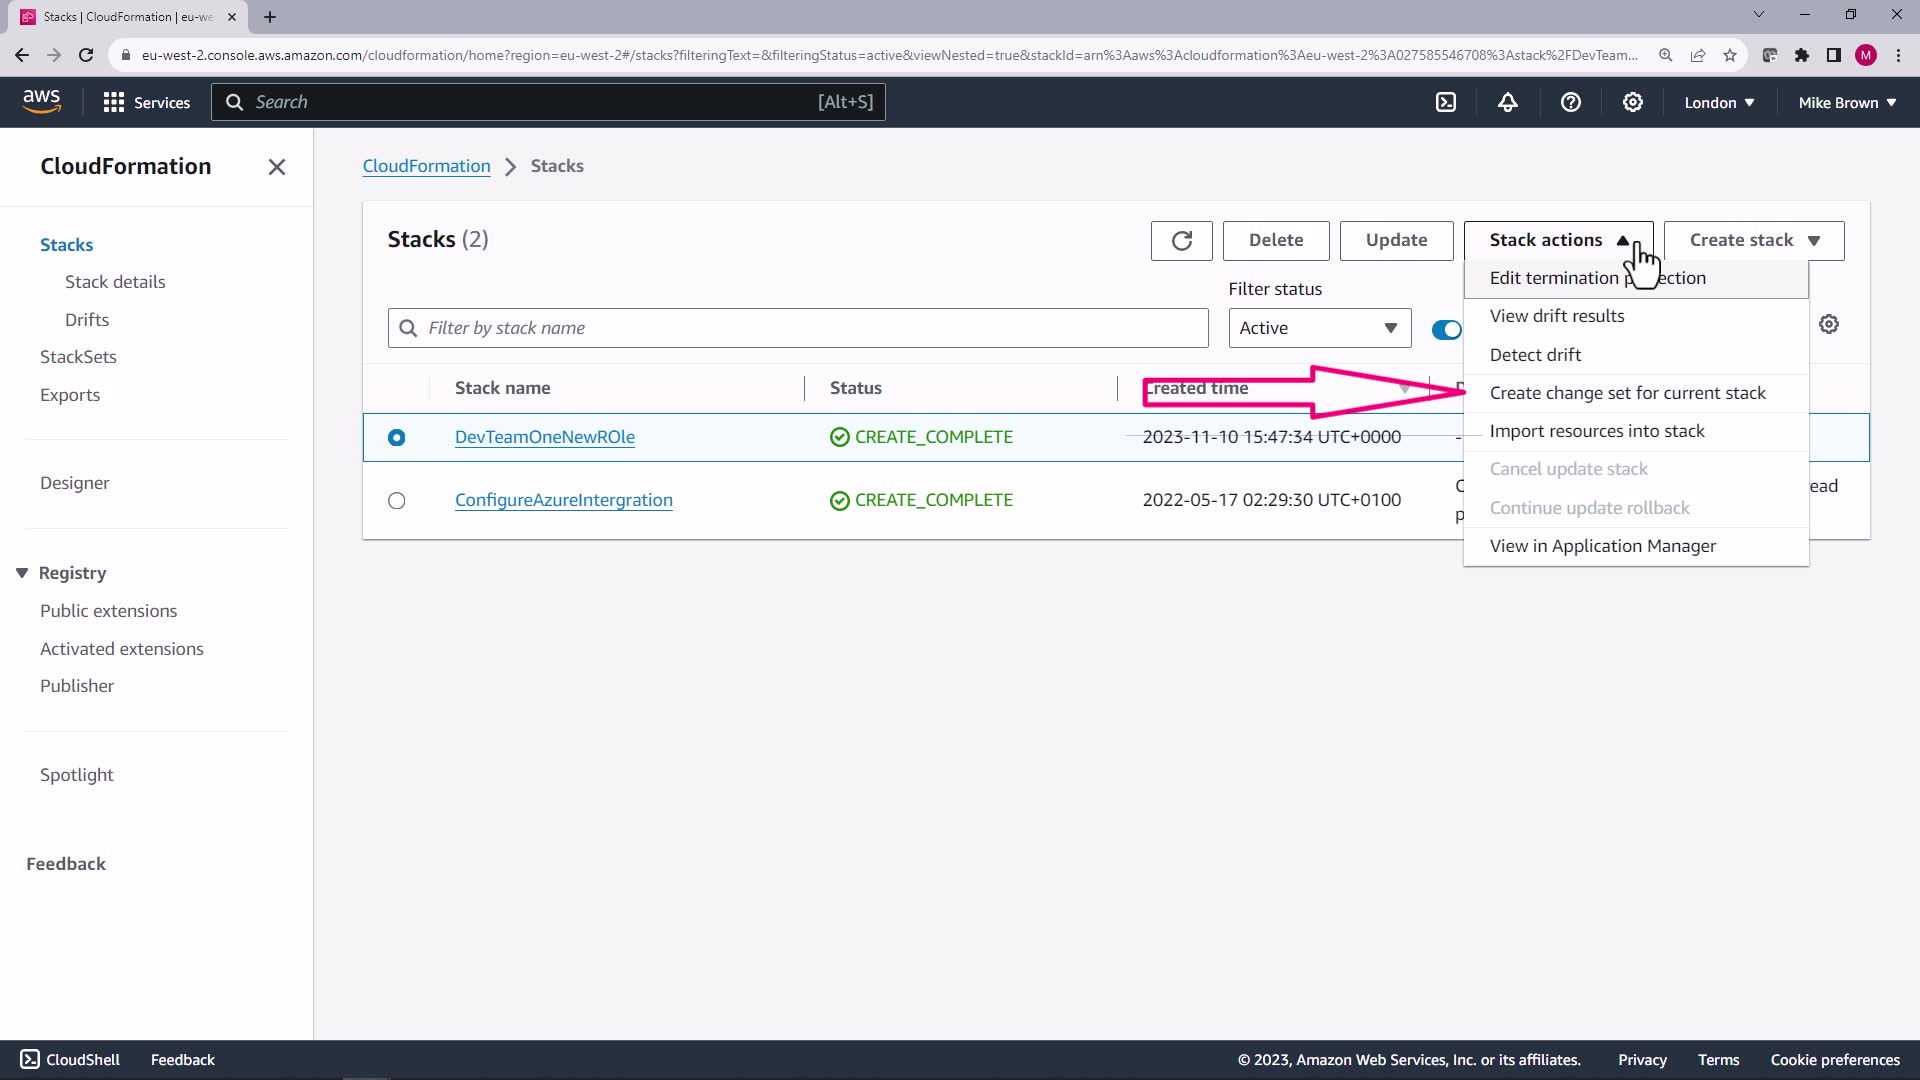 Stacks | CloudFormation | eu-we
eu-west-2.console.aws.amazon.com/cloudformation/home?region=eu-west-2#/stacks?filteringText=&filteringStatus=active&viewNested=true&stackId=arn%3Aaws%3Acloudformation%3Aeu-west-2%3A027585546708%3Astack%2FDevTeam...
M
aws
Services
Search
[Alt+S]
London
Mike Brown
CloudFormation
Stacks
Stack details
Drifts
StackSets
Exports
Designer
Registry
Public extensions
Activated extensions
Publisher
Spotlight
Feedback
CloudFormation
Stacks
Stacks (2)
Delete
Update
Stack actions
Create stack
Filter by stack name
Filter status
Active
Edit termination p ection
View drift results
Detect drift
Create change set for current stack
Import resources into stack
Cancel update stack
Continue update rollback
View in Application Manager
Stack name
Status
Created time
DevTeamOneNewROle
CREATE_COMPLETE
2023-11-10 15:47:34 UTC+0000
-
ConfigureAzureIntergration
CREATE_COMPLETE
2022-05-17 02:29:30 UTC+0100
ead
CloudShell
Feedback
© 2023, Amazon Web Services, Inc. or its affiliates.
Privacy
Terms
Cookie preferences